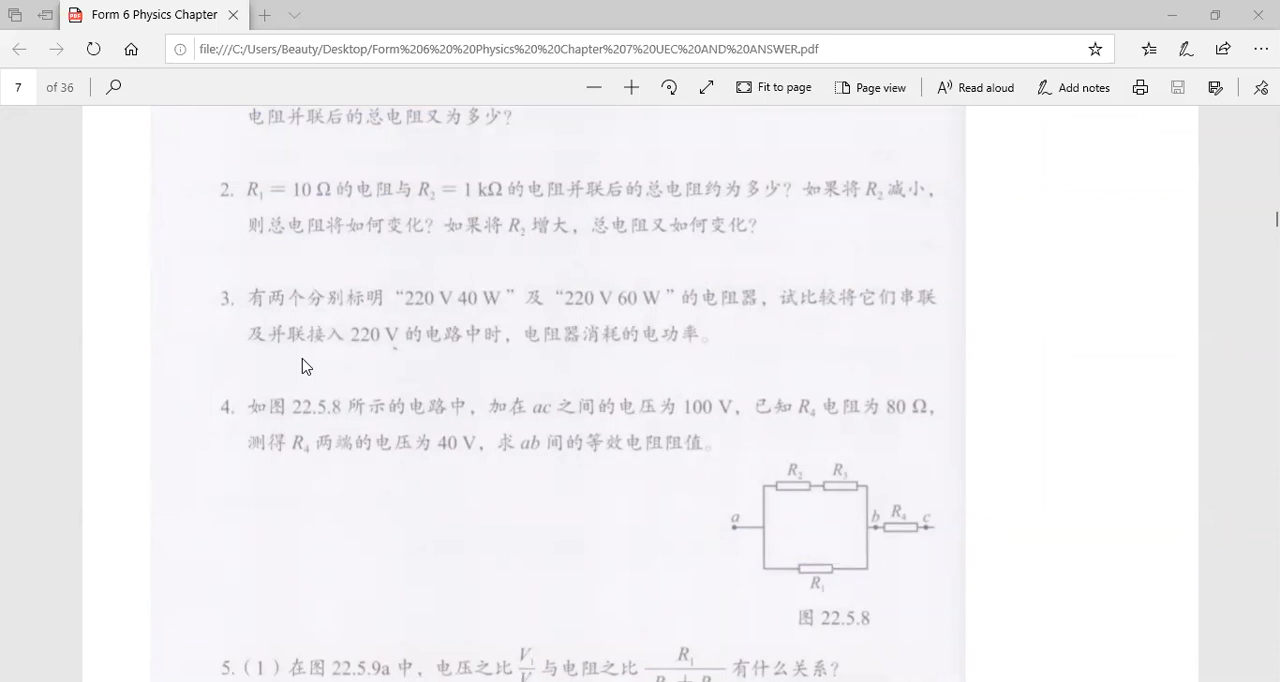 Form 6 Physics Chapter
file:///C:/Users/Beauty/Desktop/Form%206%20%20Physics%20%20Chapter%207%20UEC%20AND%20ANSWER.pdf
7 of 36
Fit to page
Page view
Read aloud
Add notes
电阻并联后的总电阻又为多少?
2. R₁ = 10 Ω 的电阻与 R₂ = 1 kΩ 的电阻并联后的总电阻约为多少? 如果将 R₂ 减小,
则总电阻将如何变化? 如果将 R₂ 增大, 总电阻又如何变化?
3. 有两个分别标明 “220 V 40 W” 及 “220 V 60 W” 的电阻器, 试比较将它们串联
及并联接入 220 V 的电路中时, 电阻器消耗的电功率。
4. 如图 22.5.8 所示的电路中, 加在 ac 之间的电压为 100 V, 已知 R₄ 电阻为 80 Ω,
测得 R₄ 两端的电压为 40 V, 求 ab 间的等效电阻阻值。
R₂ R₃
a b R₄ c
R₁
图 22.5.8
5. (1) 在图 22.5.9a 中, 电压之比 V₁ 与电阻之比 R₁ 有什么关系?